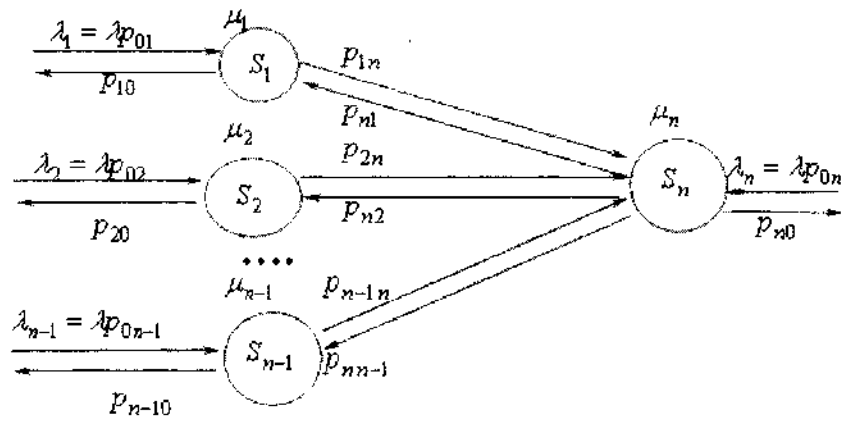 μ₁
λ₁ = λp₀₁
S₁
p₁₀
p₁ₙ
pₙ₁
μ₂
λ₂ = λp₀₂
S₂
p₂₀
p₂ₙ
pₙ₂
μₙ
Sₙ
λₙ = λp₀ₙ
pₙ₀
....
μₙ₋₁
λₙ₋₁ = λp₀ₙ₋₁
Sₙ₋₁
pₙ₋₁₀
pₙ₋₁ₙ
pₙₙ₋₁